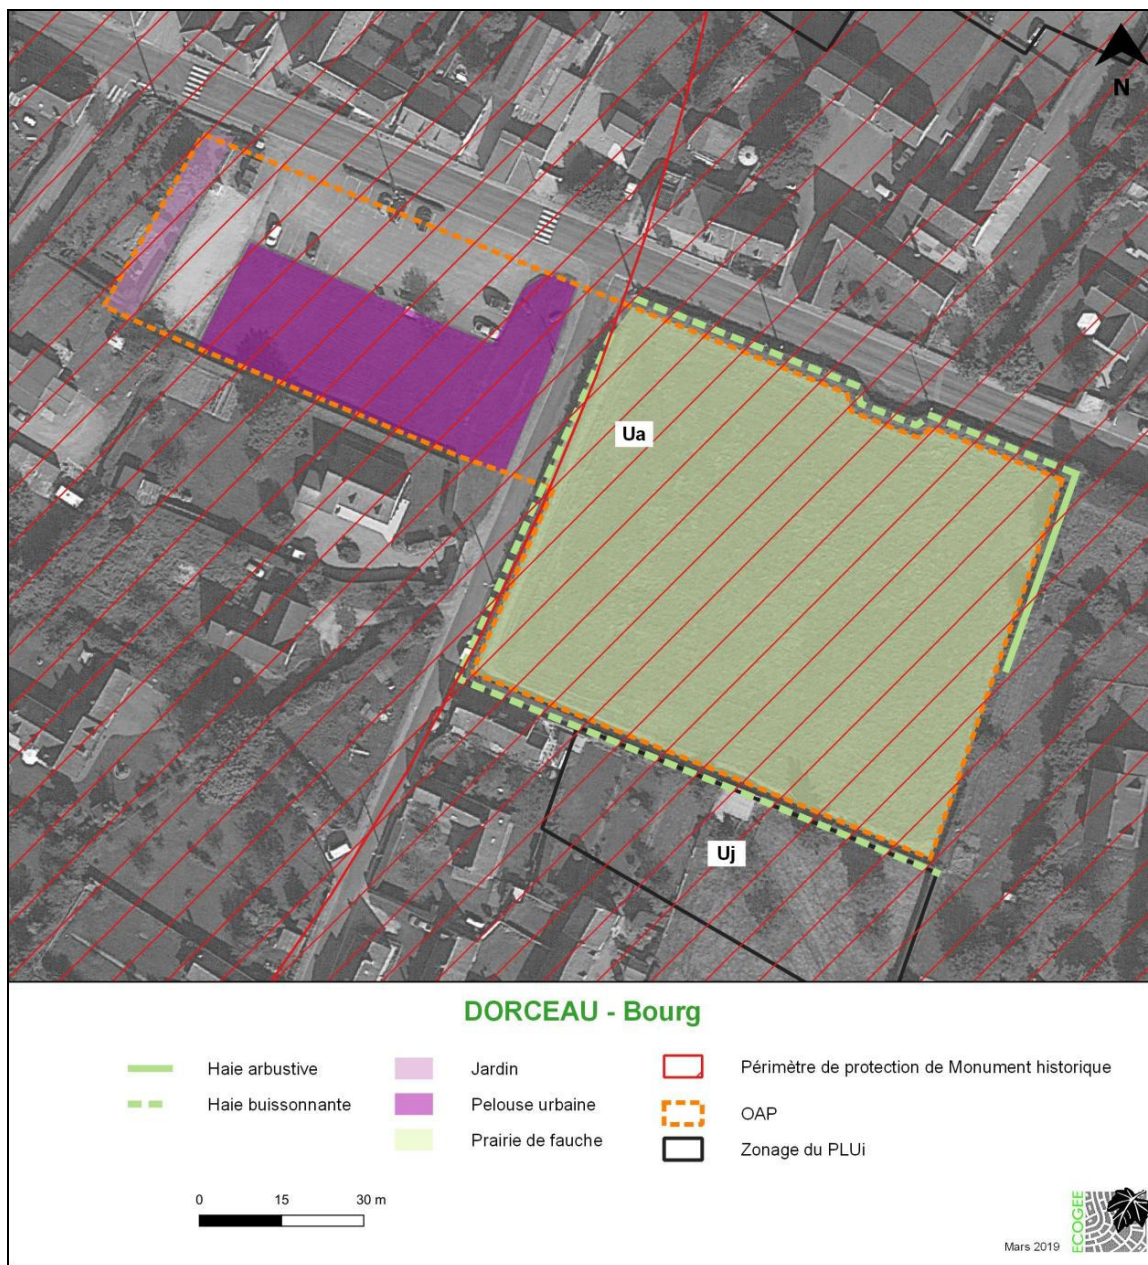 N
Ua
Uj
DORCEAU - Bourg
Haie arbustive
Haie buissonnante
Jardin
Pelouse urbaine
Prairie de fauche
Périmètre de protection de Monument historique
OAP
Zonage du PLUi
0 15 30 m
Mars 2019
ECOGEE